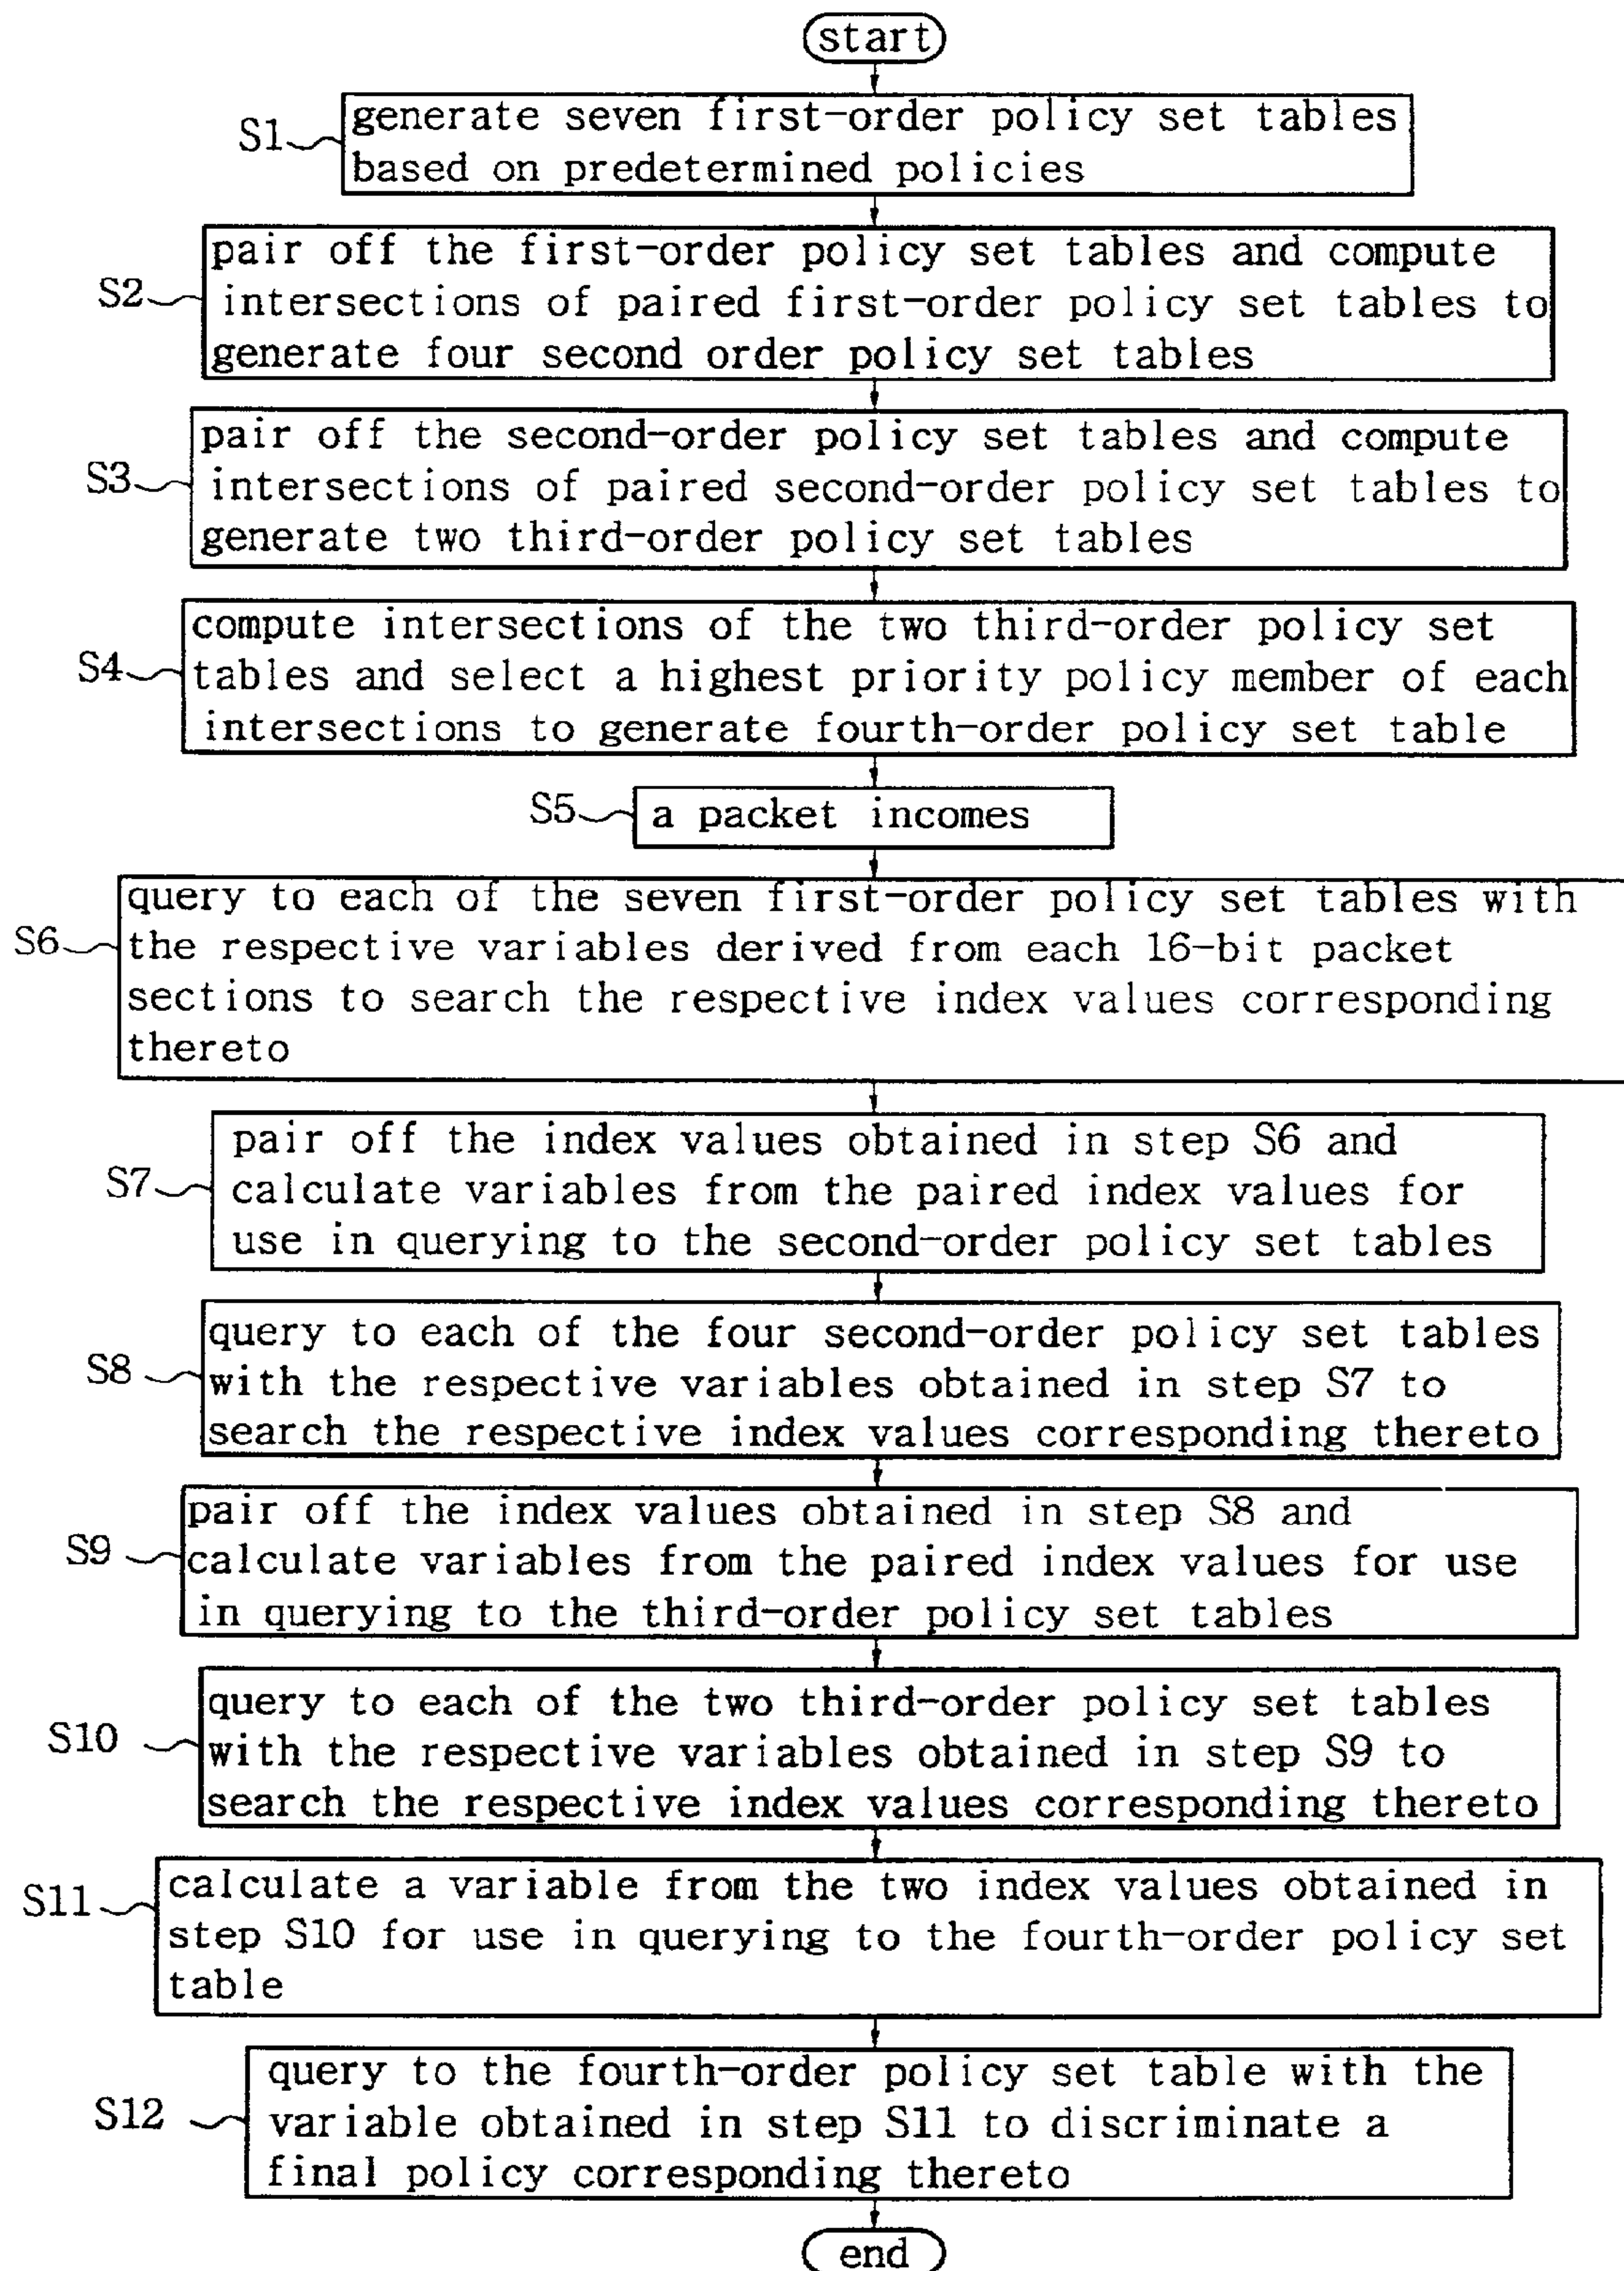 start
S1
generate seven first-order policy set tables
based on predetermined policies
S2
pair off the first-order policy set tables and compute
intersections of paired first-order policy set tables to
generate four second order policy set tables
S3
pair off the second-order policy set tables and compute
intersections of paired second-order policy set tables to
generate two third-order policy set tables
S4
compute intersections of the two third-order policy set
tables and select a highest priority policy member of each
intersections to generate fourth-order policy set table
S5
a packet incomes
S6
query to each of the seven first-order policy set tables with
the respective variables derived from each 16-bit packet
sections to search the respective index values corresponding
thereto
S7
pair off the index values obtained in step S6 and
calculate variables from the paired index values for
use in querying to the second-order policy set tables
S8
query to each of the four second-order policy set tables
with the respective variables obtained in step S7 to
search the respective index values corresponding thereto
S9
pair off the index values obtained in step S8 and
calculate variables from the paired index values for use
in querying to the third-order policy set tables
S10
query to each of the two third-order policy set tables
with the respective variables obtained in step S9 to
search the respective index values corresponding thereto
S11
calculate a variable from the two index values obtained in
step S10 for use in querying to the fourth-order policy set
table
S12
query to the fourth-order policy set table with the
variable obtained in step S11 to discriminate a
final policy corresponding thereto
end